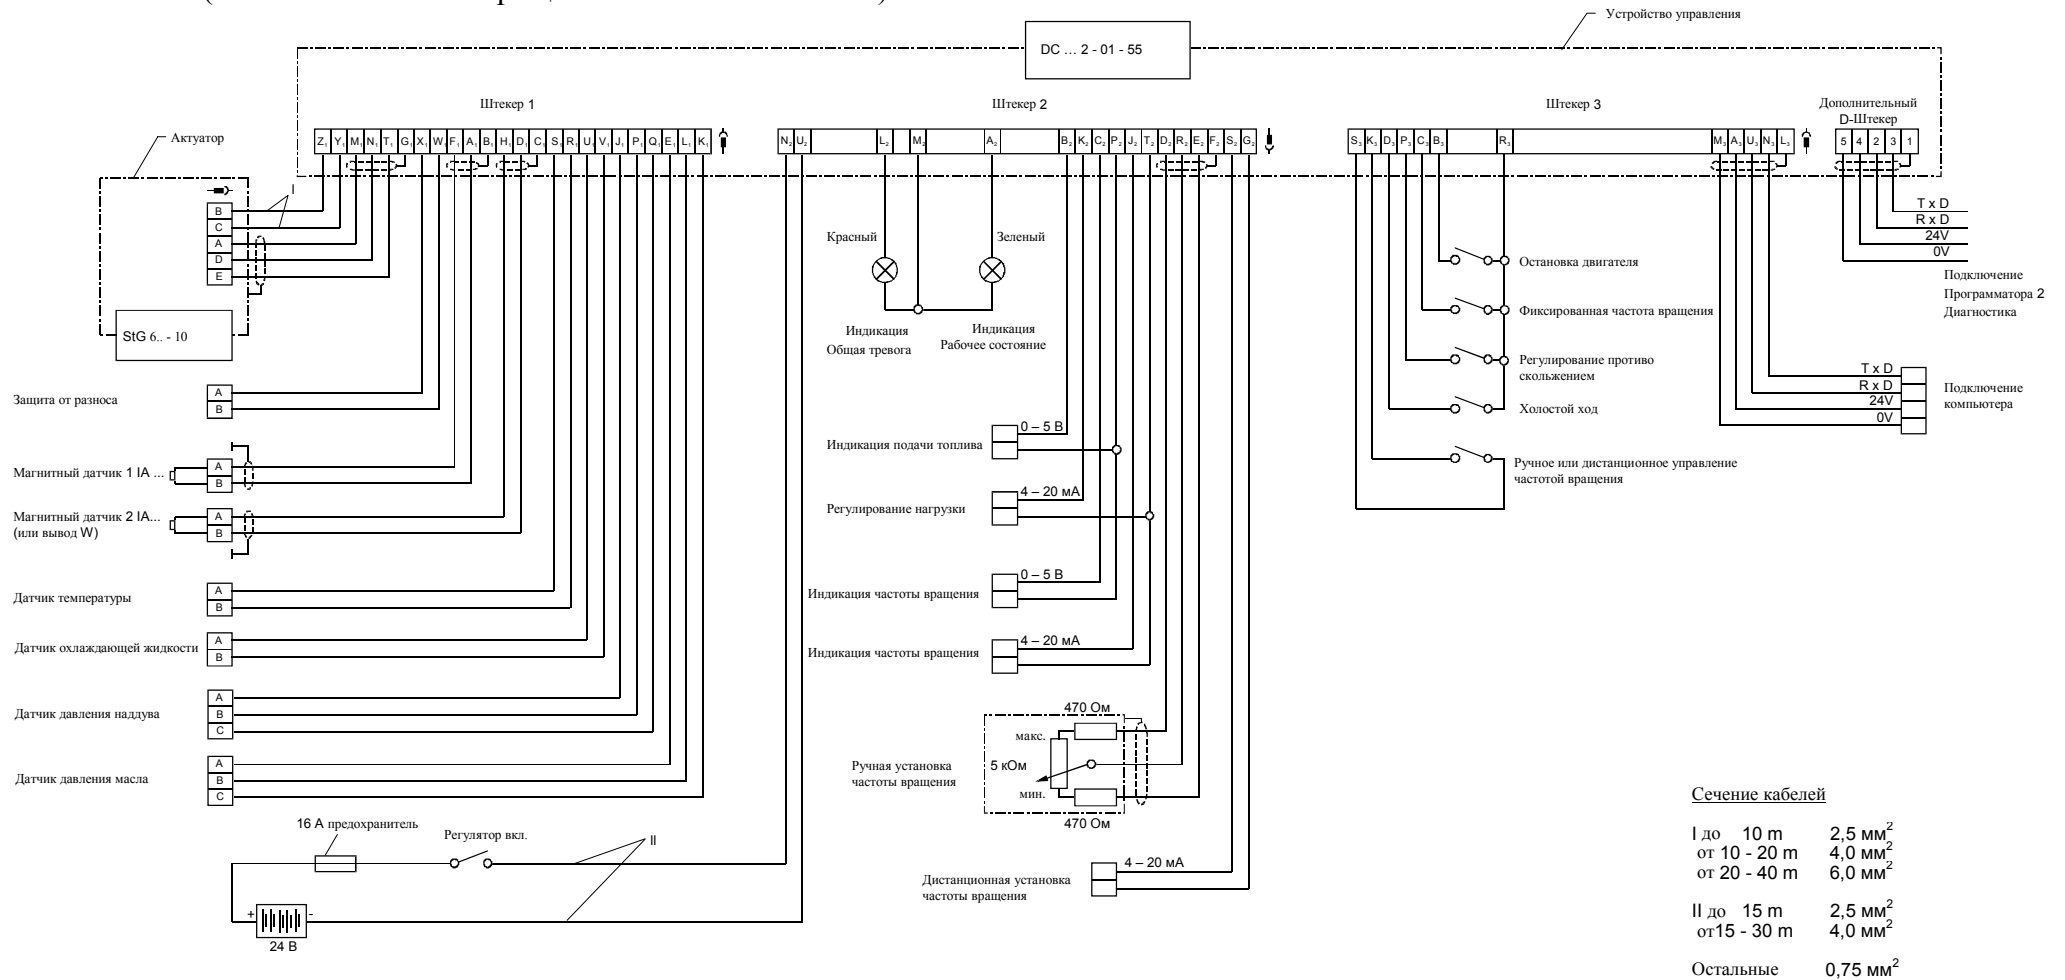 Устройство управления
DC ... 2 - 01 - 55
Штекер 1
Штекер 2
Штекер 3
Дополнительный
D-Штекер
Z1 Y1 M1 N1 T1 G1 X1 W1 F1 A1 B1 H1 D1 C1 S1 R1 U1 V1 J1 P1 Q1 E1 L1 K1
N2 U2 L2 M2 A2 B2 K2 C2 P2 J2 T2 D2 R2 E2 F2 S2 G2
S3 K3 D3 P3 C3 B3 R3 M3 A3 U3 N3 L3
5 4 2 3 1
Актуатор
I
B
C
A
D
E
StG 6.. - 10
Защита от разноса
A
B
Магнитный датчик 1 IA ...
A
B
Магнитный датчик 2 IA...
(или вывод W)
A
B
Датчик температуры
A
B
Датчик охлаждающей жидкости
A
B
Датчик давления наддува
A
B
C
Датчик давления масла
A
B
C
16 A предохранитель
Регулятор вкл.
II
+ -
24 В
Красный
Зеленый
Индикация
Общая тревога
Индикация
Рабочее состояние
Индикация подачи топлива
0 – 5 В
Регулирование нагрузки
4 – 20 мА
Индикация частоты вращения
0 – 5 В
Индикация частоты вращения
4 – 20 мА
470 Ом
макс.
5 кОм
мин.
470 Ом
Ручная установка
частоты вращения
4 – 20 мА
Дистанционная установка
частоты вращения
Остановка двигателя
Фиксированная частота вращения
Регулирование противо
скольжением
Холостой ход
Ручное или дистанционное управление
частотой вращения
T x D
R x D
24V
0V
Подключение
Программатора 2
Диагностика
T x D
R x D
24V
0V
Подключение
компьютера
Сечение кабелей
I до 10 m 2,5 мм²
от 10 - 20 m 4,0 мм²
от 20 - 40 m 6,0 мм²
II до 15 m 2,5 мм²
от15 - 30 m 4,0 мм²
Остальные 0,75 мм²